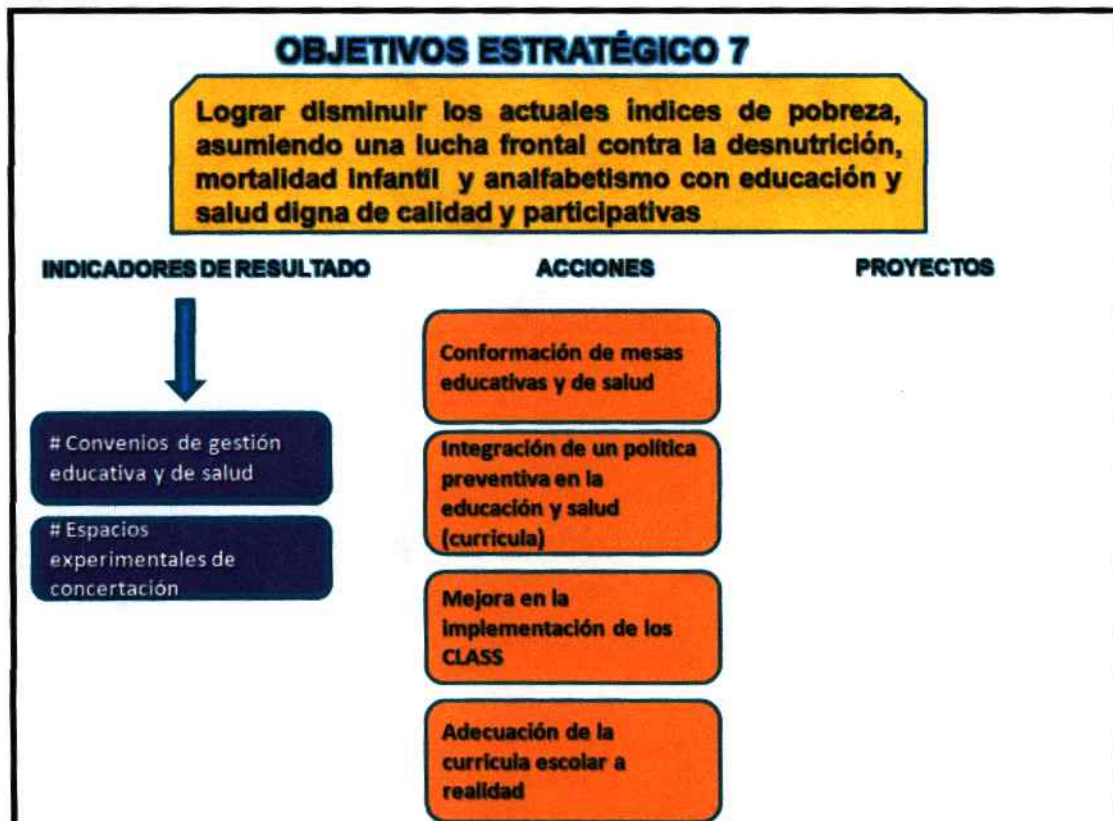 OBJETIVOS ESTRATÉGICO 7
Lograr disminuir los actuales índices de pobreza,
asumiendo una lucha frontal contra la desnutrición,
mortalidad infantil y analfabetismo con educación y
salud digna de calidad y participativas
INDICADORES DE RESULTADO
# Convenios de gestión
educativa y de salud
# Espacios
experimentales de
concertación
ACCIONES
Conformación de mesas
educativas y de salud
Integración de un política
preventiva en la
educación y salud
(curricula)
Mejora en la
implementación de los
CLASS
Adecuación de la
curricula escolar a
realidad
PROYECTOS